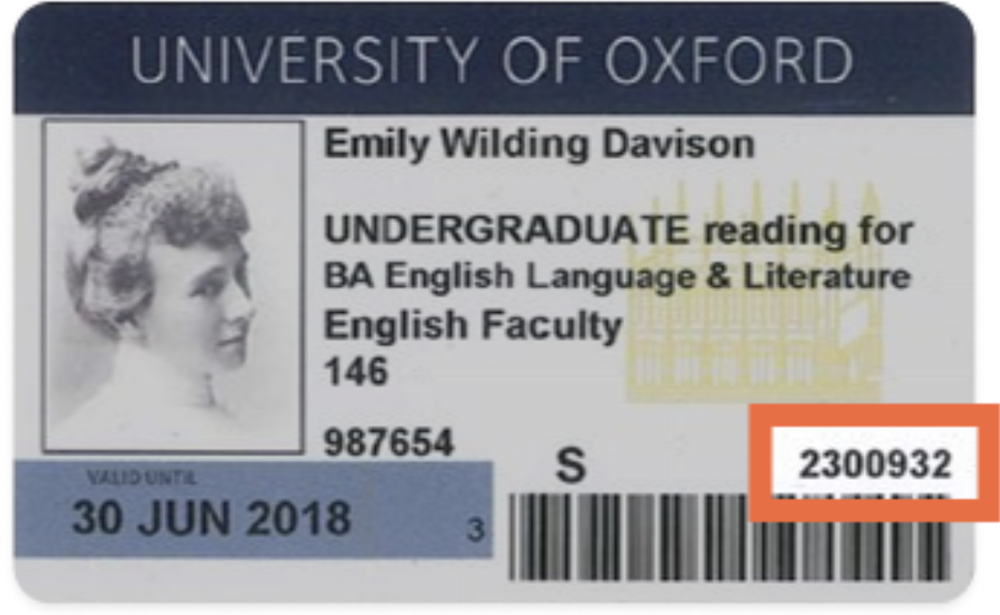 UNIVERSITY OF OXFORD
Emily Wilding Davison
UNDERGRADUATE reading for
BA English Language & Literature
English Faculty
146
987654
S 2300932
VALID UNTIL
30 JUN 2018 3